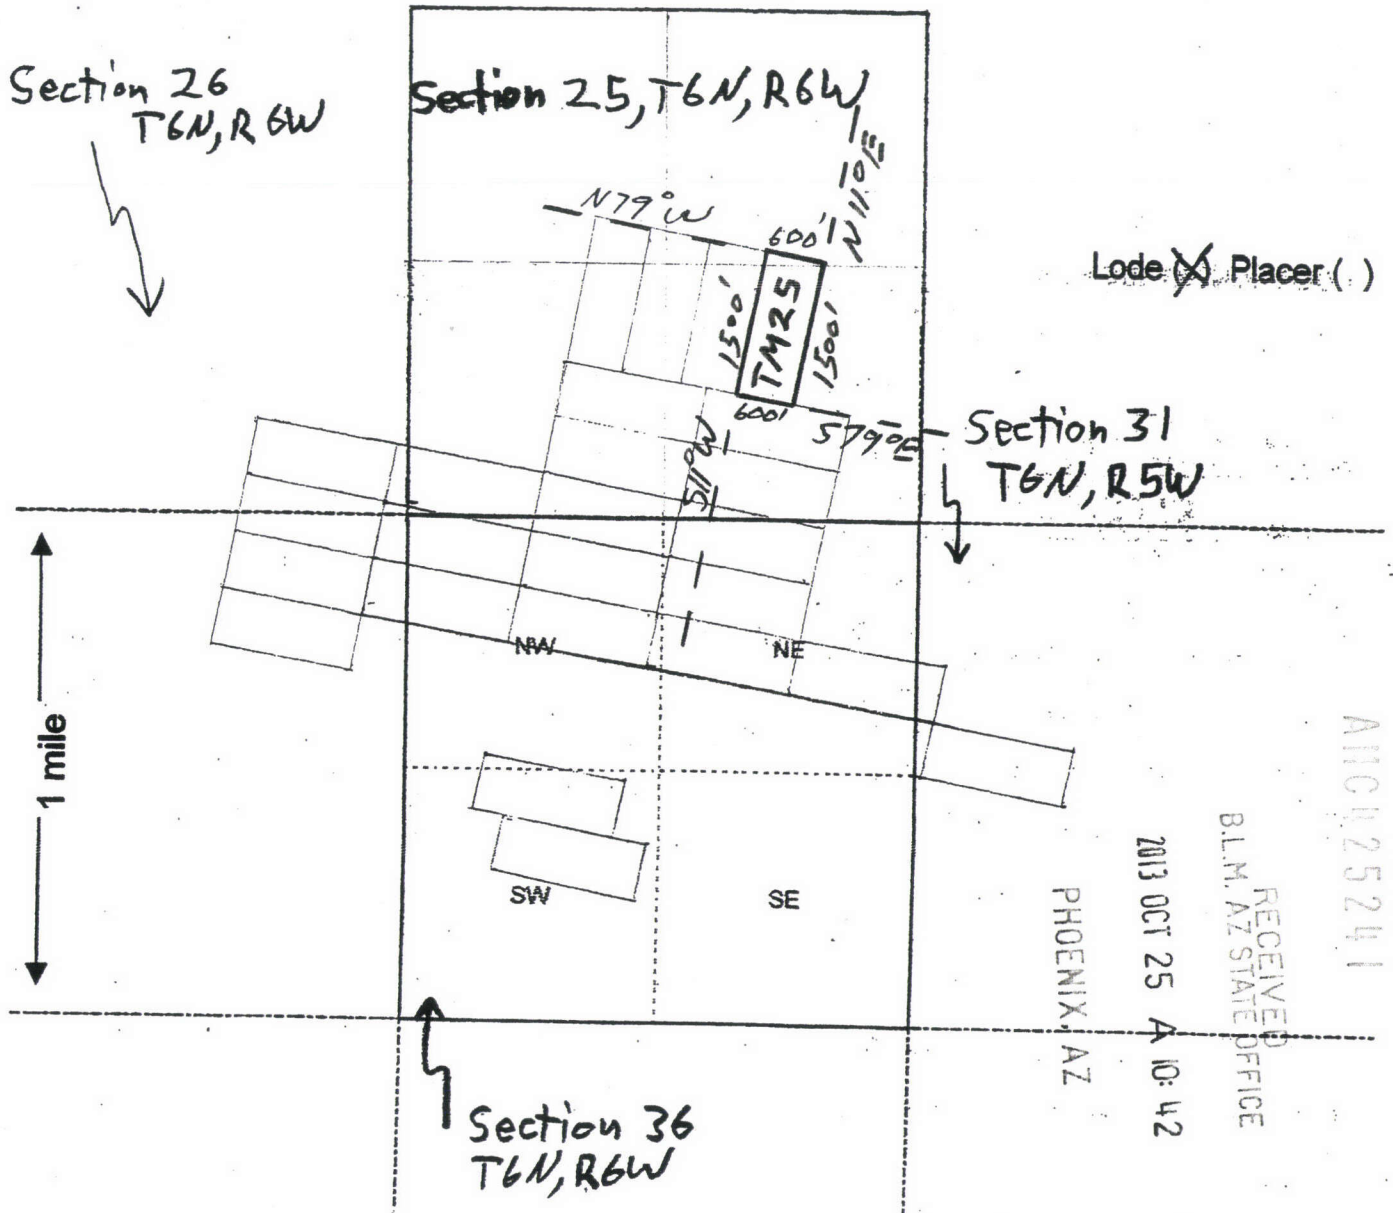 Section 26
T6N, R6W
Section 25, T6N, R6W
N11°E
N79°W
600'
1500'
TM25
1500'
600'
S79°E
S11°W
Lode (X) Placer ( )
Section 31
T6N, R5W
1 mile
NW
NE
SW
SE
Section 36
T6N, R6W
RECEIVED
B.L.M. AZ STATE OFFICE
2013 OCT 25 A 10:42
PHOENIX, AZ